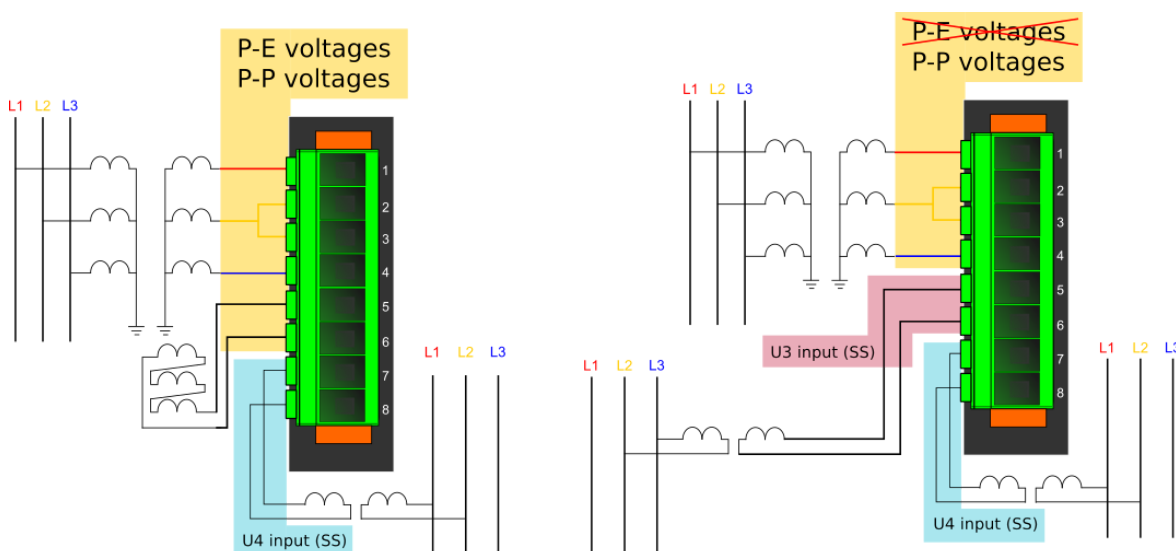 P-E voltages
P-P voltages
L1 L2 L3
1
2
3
4
5
6
7
8
L1 L2 L3
U4 input (SS)
P-E voltages
P-P voltages
L1 L2 L3
1
2
3
4
5
6
7
8
U3 input (SS)
L1 L2 L3
L1 L2 L3
U4 input (SS)